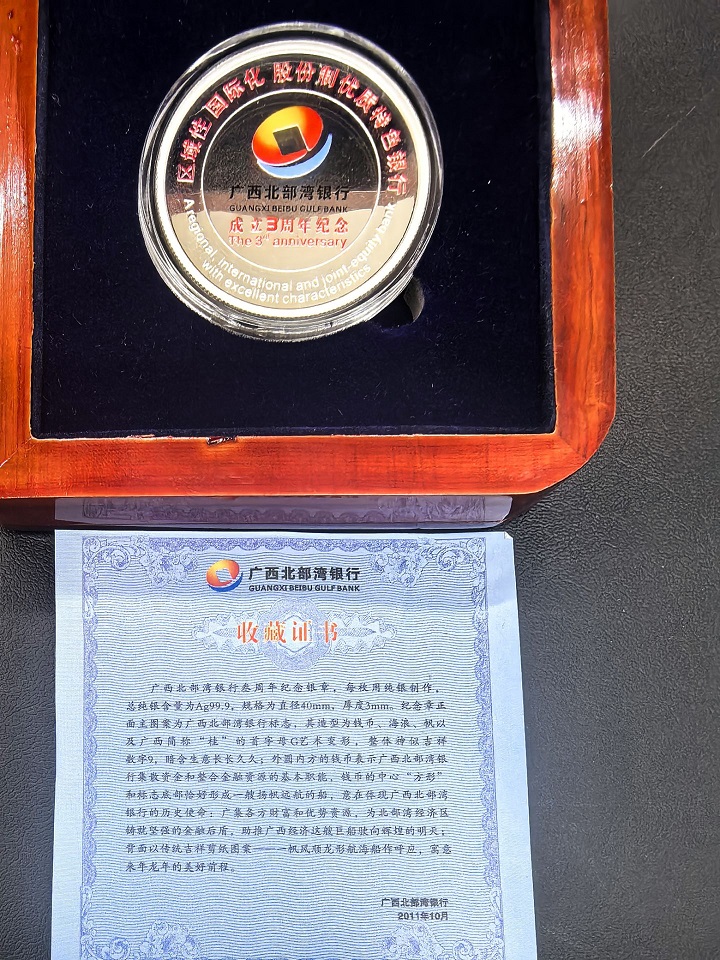 区域性 国际化 股份制优质特色银行
广西北部湾银行
GUANGXI BEIBU GULF BANK
成立3周年纪念
The 3rd anniversary
A regional, international and joint-equity bank
with excellent characteristics
广西北部湾银行
GUANGXI BEIBU GULF BANK
收藏证书
广西北部湾银行叁周年纪念银章，每枚用纯银制作，
总纯银含量为Ag99.9，规格为直径40mm，厚度3mm。纪念章正
面主图案为广西北部湾银行标志，其造型为钱币、海浪、帆以
及广西简称“桂”的首字母G艺术变形，整体神似吉祥
数字9，暗合生意长长久久；外圆内方的钱币表示广西北部湾银
行集散资金和整合金融资源的基本职能，钱币的中心“方形”
和标志底部恰好形成一艘扬帆远航的船，意在体现广西北部湾
银行的历史使命：广集各方财富和优势资源，为北部湾经济区
铸就坚强的金融后盾，助推广西经济这艘巨船驶向辉煌的明天；
背面以传统吉祥剪纸图案———一帆风顺龙形航海船作呼应，寓意
来年龙年的美好前程。
广西北部湾银行
2011年10月